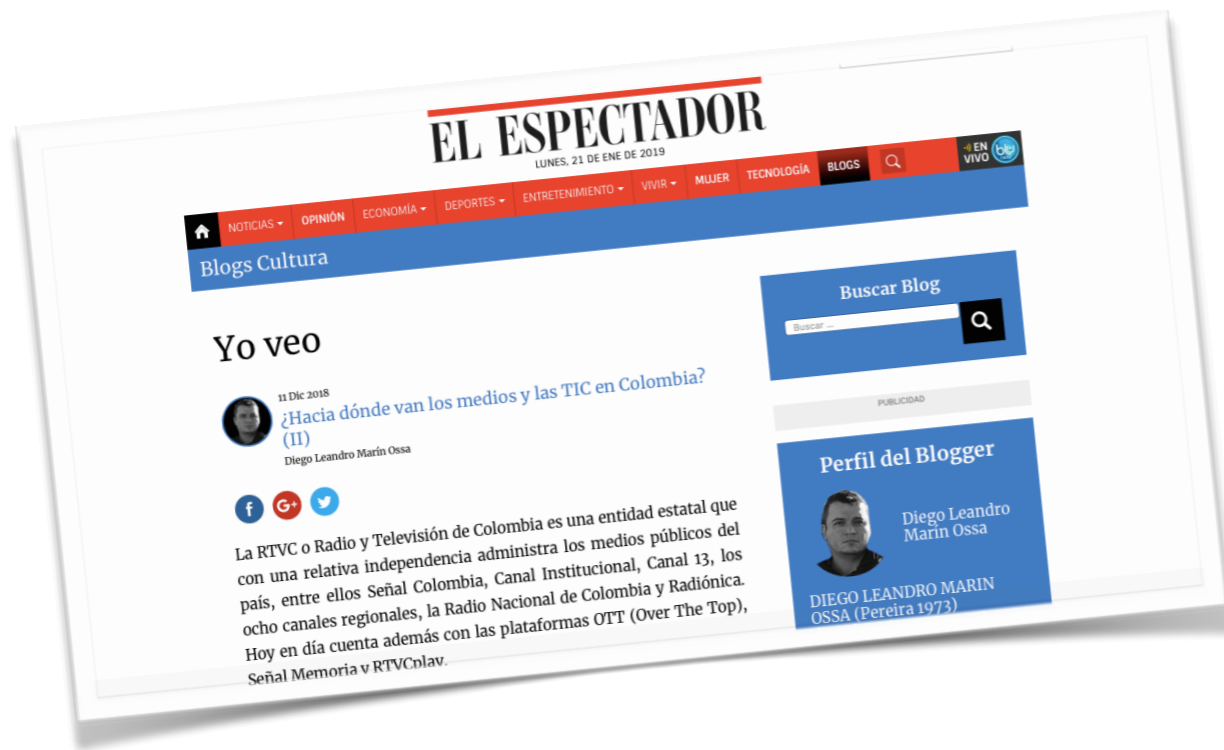 EL ESPECTADOR
LUNES, 21 DE ENE DE 2019
NOTICIAS OPINIÓN ECONOMÍA DEPORTES ENTRETENIMIENTO VIVIR MUJER TECNOLOGÍA BLOGS EN VIVO
Blogs Cultura
Yo veo
11 Dic 2018
¿Hacia dónde van los medios y las TIC en Colombia?
(II)
Diego Leandro Marín Ossa
f G+
La RTVC o Radio y Televisión de Colombia es una entidad estatal que
con una relativa independencia administra los medios públicos del
país, entre ellos Señal Colombia, Canal Institucional, Canal 13, los
ocho canales regionales, la Radio Nacional de Colombia y Radiónica.
Hoy en día cuenta además con las plataformas OTT (Over The Top),
Señal Memoria y RTVCplay.
Buscar Blog
Buscar ...
PUBLICIDAD
Perfil del Blogger
Diego Leandro
Marín Ossa
DIEGO LEANDRO MARIN
OSSA (Pereira 1973)